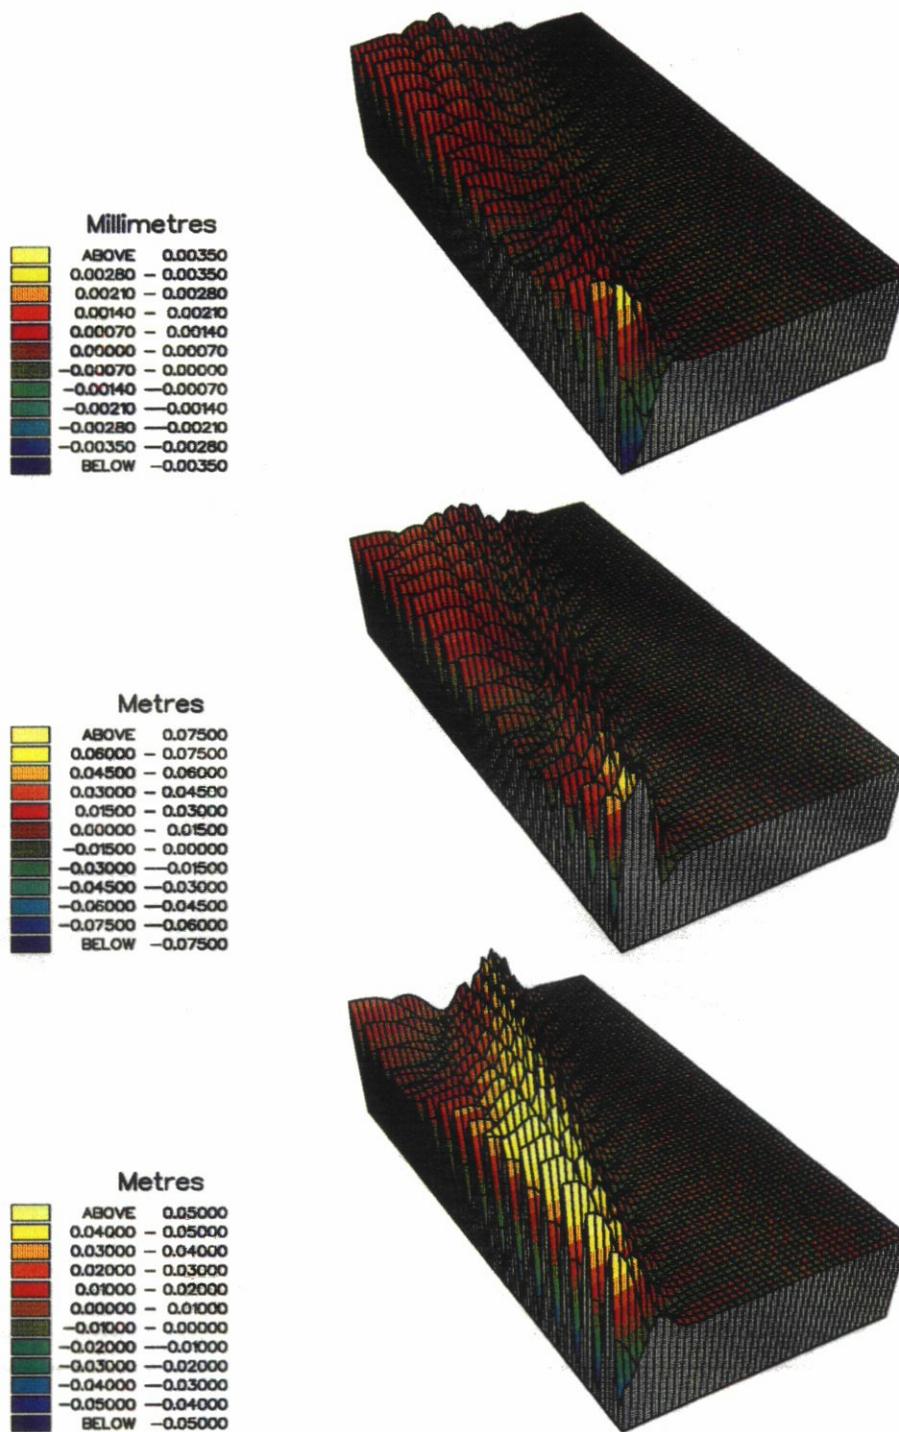 Millimetres
ABOVE 0.00350
0.00280 - 0.00350
0.00210 - 0.00280
0.00140 - 0.00210
0.00070 - 0.00140
0.00000 - 0.00070
-0.00070 - 0.00000
-0.00140 --0.00070
-0.00210 --0.00140
-0.00280 --0.00210
-0.00350 --0.00280
BELOW -0.00350
Metres
ABOVE 0.07500
0.06000 - 0.07500
0.04500 - 0.06000
0.03000 - 0.04500
0.01500 - 0.03000
0.00000 - 0.01500
-0.01500 - 0.00000
-0.03000 --0.01500
-0.04500 --0.03000
-0.06000 --0.04500
-0.07500 --0.06000
BELOW -0.07500
Metres
ABOVE 0.05000
0.04000 - 0.05000
0.03000 - 0.04000
0.02000 - 0.03000
0.01000 - 0.02000
0.00000 - 0.01000
-0.01000 - 0.00000
-0.02000 --0.01000
-0.03000 --0.02000
-0.04000 --0.03000
-0.05000 --0.04000
BELOW -0.05000